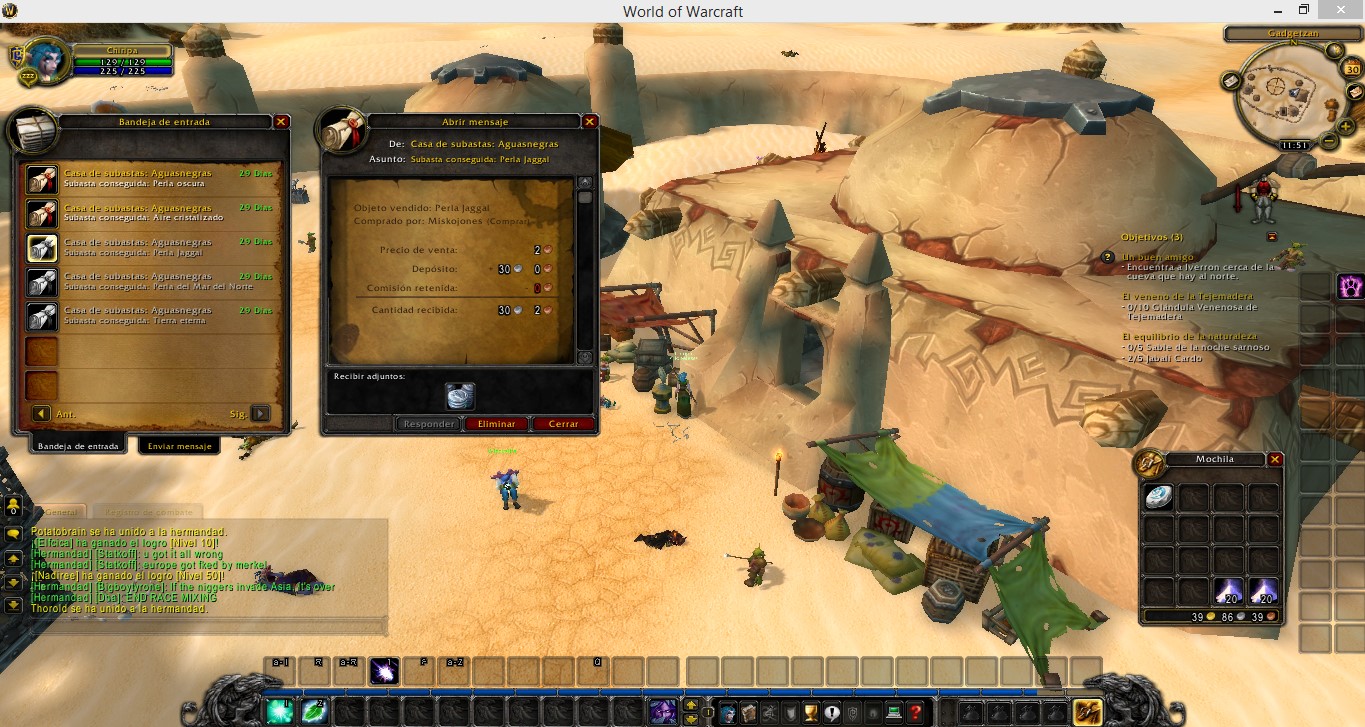 World of Warcraft
Chiripa
129 / 129
225 / 225
zzz
Gadgetzan
N
30
11:51
Bandeja de entrada
Casa de subastas: Aguasnegras 29 Días
Subasta conseguida: Perla oscura
Casa de subastas: Aguasnegras 29 Días
Subasta conseguida: Aire cristalizado
Casa de subastas: Aguasnegras 29 Días
Subasta conseguida: Perla Jaggal
Casa de subastas: Aguasnegras 29 Días
Subasta conseguida: Perla del Mar del Norte
Casa de subastas: Aguasnegras 29 Días
Subasta conseguida: Tierra eterna
Ant. Sig.
Bandeja de entrada Enviar mensaje
Abrir mensaje
De: Casa de subastas: Aguasnegras
Asunto: Subasta conseguida: Perla Jaggal
Objeto vendido: Perla Jaggal
Comprado por: Miskojones (Comprar)
Precio de venta: 2
Depósito: 30 0
Comisión retenida: 0
Cantidad recibida: 30 2
Recibir adjuntos:
Responder Eliminar Cerrar
Objetivos (3)
Un buen amigo
- Encuentra a Iverron cerca de la
cueva que hay al norte.
El veneno de la Tejemadera
- 0/10 Glándula Venenosa de
Tejemadera
El equilibrio de la naturaleza
- 0/5 Sable de la noche sarnoso
- 2/5 Jabalí Cardo
Mochila
20 20
39 86 39
General Registro de combate
Potatobrain se ha unido a la hermandad.
¡[Elfcica] ha ganado el logro [Nivel 10]!
[Hermandad] [Statkoff]: u got it all wrong
[Hermandad] [Statkoff]: europe got fked by merkel
¡[Nadiree] ha ganado el logro [Nivel 50]!
[Hermandad] [Bigboytyrone]: If the niggers invade Asia, it's over
[Hermandad] [Dua]: END RACE MIXING
Thorold se ha unido a la hermandad.
0
a-1 R a-R 1 F a-2 Q
1 2